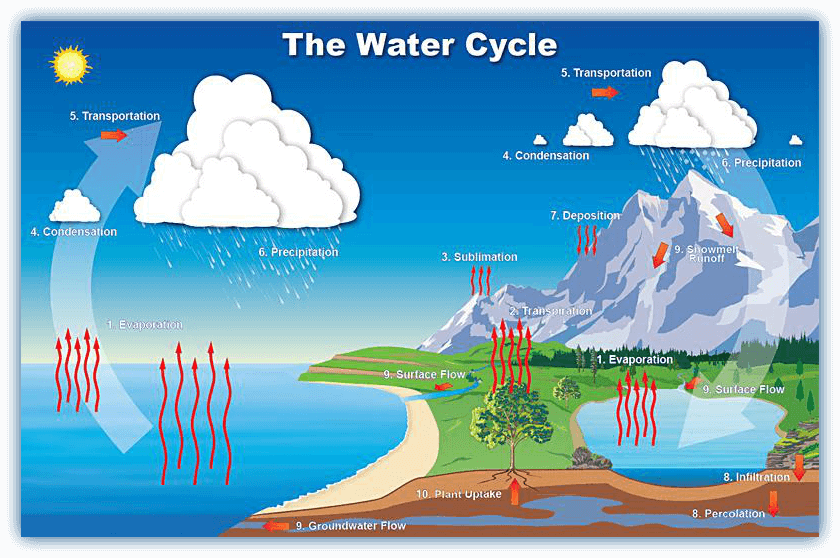 The Water Cycle
5. Transportation
5. Transportation
4. Condensation
6. Precipitation
7. Deposition
4. Condensation
6. Precipitation
9. Snowmelt
Runoff
3. Sublimation
2. Transpiration
1. Evaporation
1. Evaporation
9. Surface Flow
9. Surface Flow
8. Infiltration
10. Plant Uptake
8. Percolation
9. Groundwater Flow